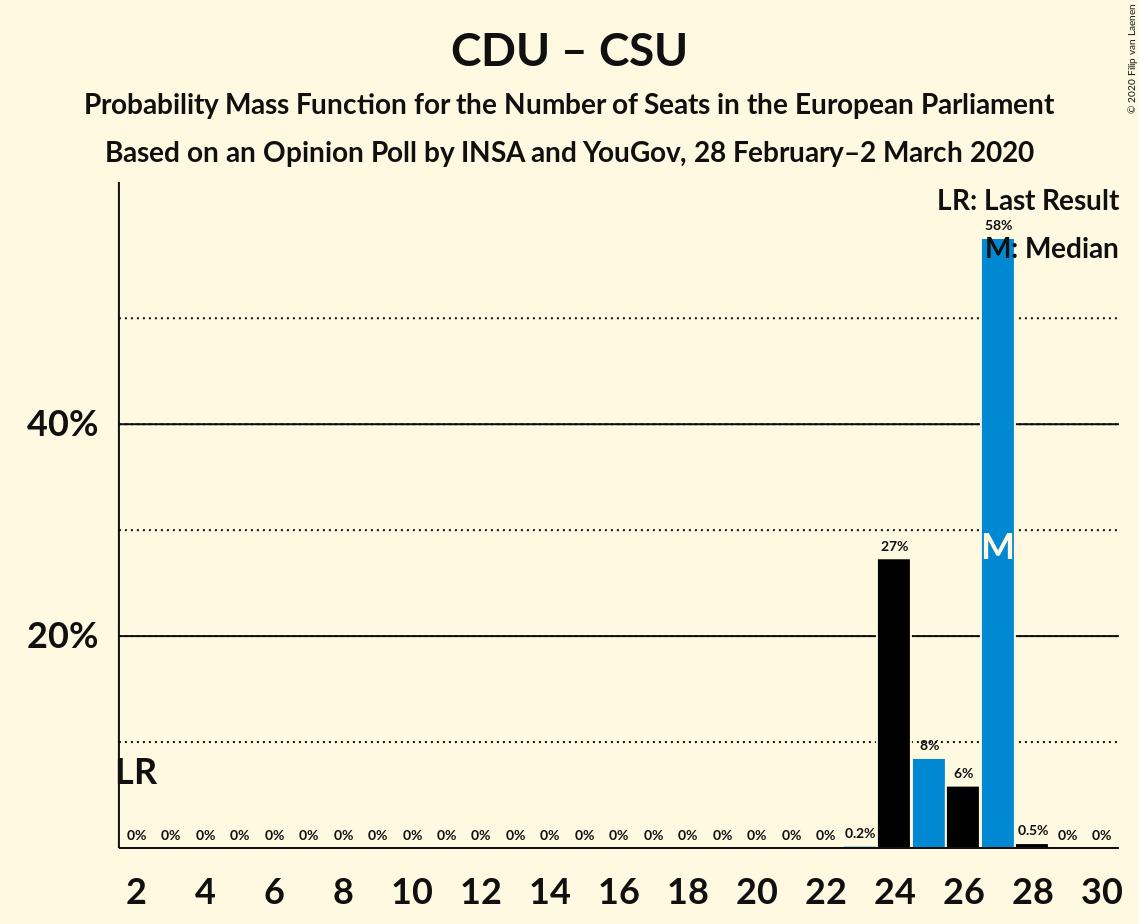 CDU – CSU
Probability Mass Function for the Number of Seats in the European Parliament
Based on an Opinion Poll by INSA and YouGov, 28 February–2 March 2020
© 2020 Filip van Laenen
LR: Last Result
58%
M: Median
40%
27%
M
20%
8%
LR
6%
0% 0% 0% 0% 0% 0% 0% 0% 0% 0% 0% 0% 0% 0% 0% 0% 0% 0% 0% 0% 0% 0.2% 0.5% 0% 0%
2 4 6 8 10 12 14 16 18 20 22 24 26 28 30